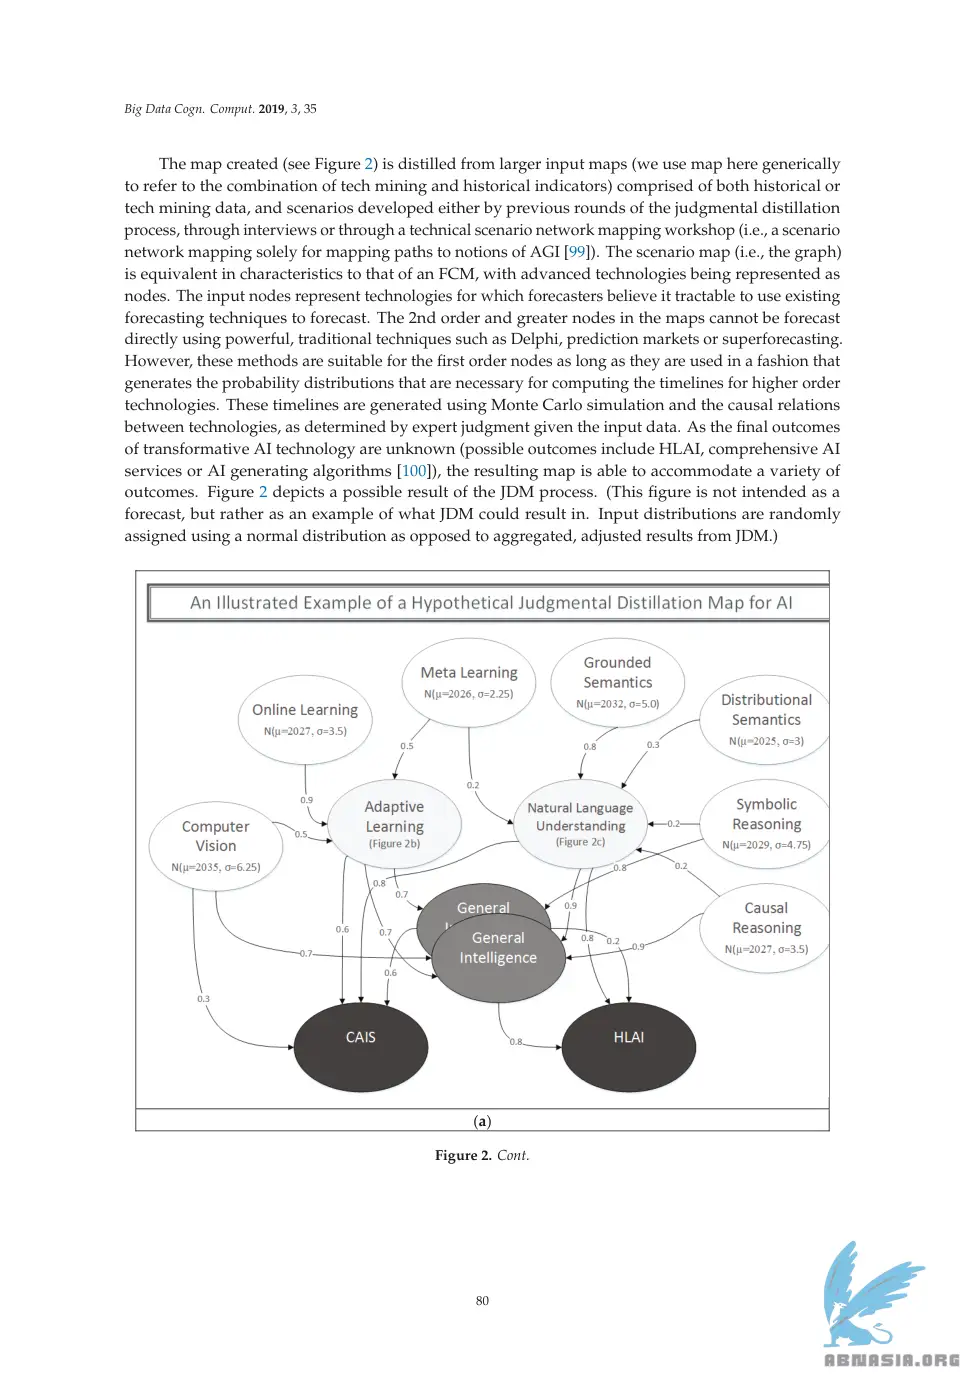 Big Data Cogn. Comput. 2019, 3, 35
The map created (see Figure 2) is distilled from larger input maps (we use map here generically
to refer to the combination of tech mining and historical indicators) comprised of both historical or
tech mining data, and scenarios developed either by previous rounds of the judgmental distillation
process, through interviews or through a technical scenario network mapping workshop (i.e., a scenario
network mapping solely for mapping paths to notions of AGI [99]). The scenario map (i.e., the graph)
is equivalent in characteristics to that of an FCM, with advanced technologies being represented as
nodes. The input nodes represent technologies for which forecasters believe it tractable to use existing
forecasting techniques to forecast. The 2nd order and greater nodes in the maps cannot be forecast
directly using powerful, traditional techniques such as Delphi, prediction markets or superforecasting.
However, these methods are suitable for the first order nodes as long as they are used in a fashion that
generates the probability distributions that are necessary for computing the timelines for higher order
technologies. These timelines are generated using Monte Carlo simulation and the causal relations
between technologies, as determined by expert judgment given the input data. As the final outcomes
of transformative AI technology are unknown (possible outcomes include HLAI, comprehensive AI
services or AI generating algorithms [100]), the resulting map is able to accommodate a variety of
outcomes. Figure 2 depicts a possible result of the JDM process. (This figure is not intended as a
forecast, but rather as an example of what JDM could result in. Input distributions are randomly
assigned using a normal distribution as opposed to aggregated, adjusted results from JDM.)
An Illustrated Example of a Hypothetical Judgmental Distillation Map for AI
Meta Learning
N(μ=2026, σ=2.25)
Grounded
Semantics
N(μ=2032, σ=5.0)
Online Learning
N(μ=2027, σ=3.5)
Distributional
Semantics
N(μ=2025, σ=3)
0.5
0.8
0.3
0.2
0.9
Adaptive
Learning
(Figure 2b)
Natural Language
Understanding
(Figure 2c)
Symbolic
Reasoning
N(μ=2029, σ=4.75)
Computer
Vision
N(μ=2035, σ=6.25)
0.5
0.2
0.8
0.2
0.8
0.7
0.9
General
General
Intelligence
Causal
Reasoning
N(μ=2027, σ=3.5)
0.6
0.7
0.8
0.2
0.9
0.7
0.6
0.3
CAIS
HLAI
0.8
(a)
Figure 2. Cont.
80
ABNASIA.ORG